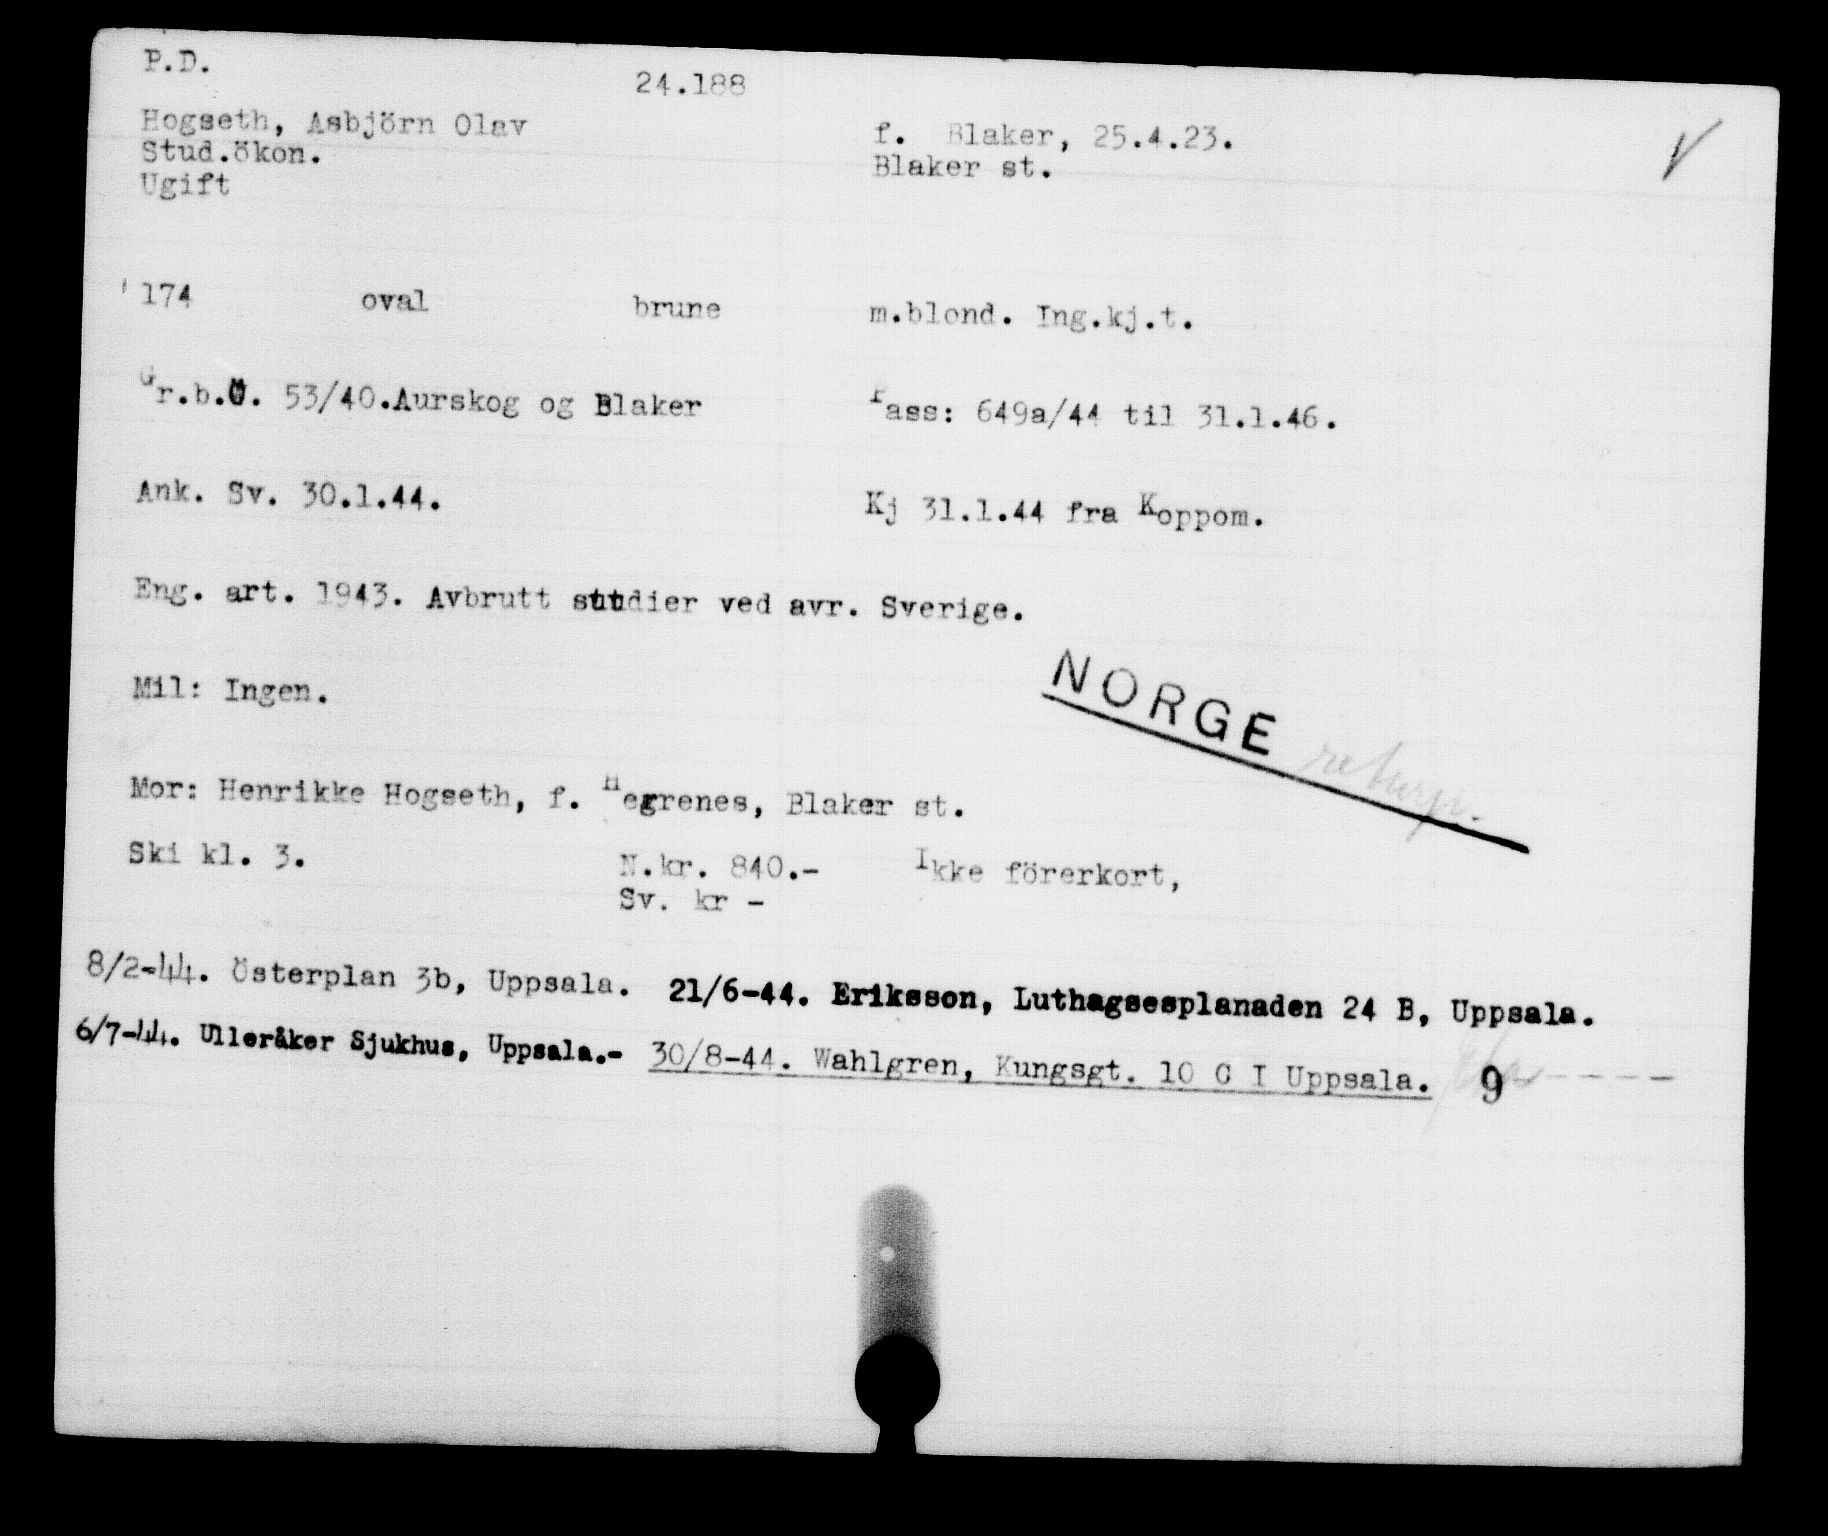 P.D.
24.188
Hogseth, Asbjörn Olav
f. Blaker, 25.4.23.
Stud.ökon.
Blaker st.
Ugift
174 oval brune m.blond. Ing.kj.t.
Gr.b. 53/40.Aurskog og Blaker Pass: 649a/44 til 31.1.46.
Ank. Sv. 30.1.44. Kj 31.1.44 fra Koppom.
Eng. art. 1943. Avbrutt studier ved avr. Sverige.
Mil: Ingen.
NORGE
Mor: Henrikke Hogseth, f. Hegrenes, Blaker st.
Ski kl. 3. N.kr. 840.- Ikke förerkort,
Sv. kr -
8/2-44. Österplan 3b, Uppsala. 21/6-44. Eriksson, Luthagsesplanaden 24 B, Uppsala.
6/7-44. Ulleråker Sjukhus, Uppsala.- 30/8-44. Wahlgren, Kungsgt. 10 C I Uppsala. 9